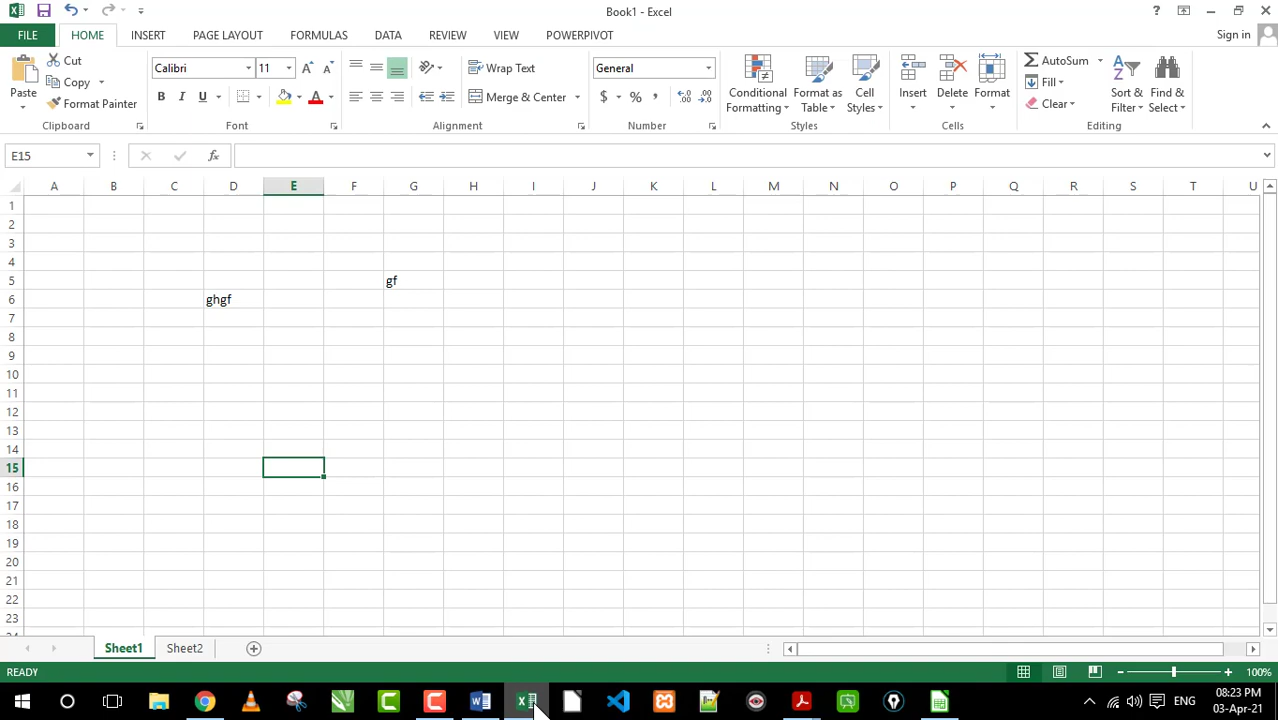 Book1 - Excel
? Sign in
FILE HOME INSERT PAGE LAYOUT FORMULAS DATA REVIEW VIEW POWERPIVOT
Paste
Cut
Copy
Format Painter
Clipboard
Calibri 11
B I U
Font
Wrap Text
Merge & Center
Alignment
General
$ % ,
Number
Conditional Formatting
Format as Table
Cell Styles
Styles
Insert
Delete
Format
Cells
AutoSum
Fill
Clear
Sort & Filter
Find & Select
Editing
E15 fx
A B C D E F G H I J K L M N O P Q R S T U
1
2
3
4
5 gf
6 ghgf
7
8
9
10
11
12
13
14
15
16
17
18
19
20
21
22
23
24
Sheet1 Sheet2
READY 100%
ENG 08:23 PM
03-Apr-21